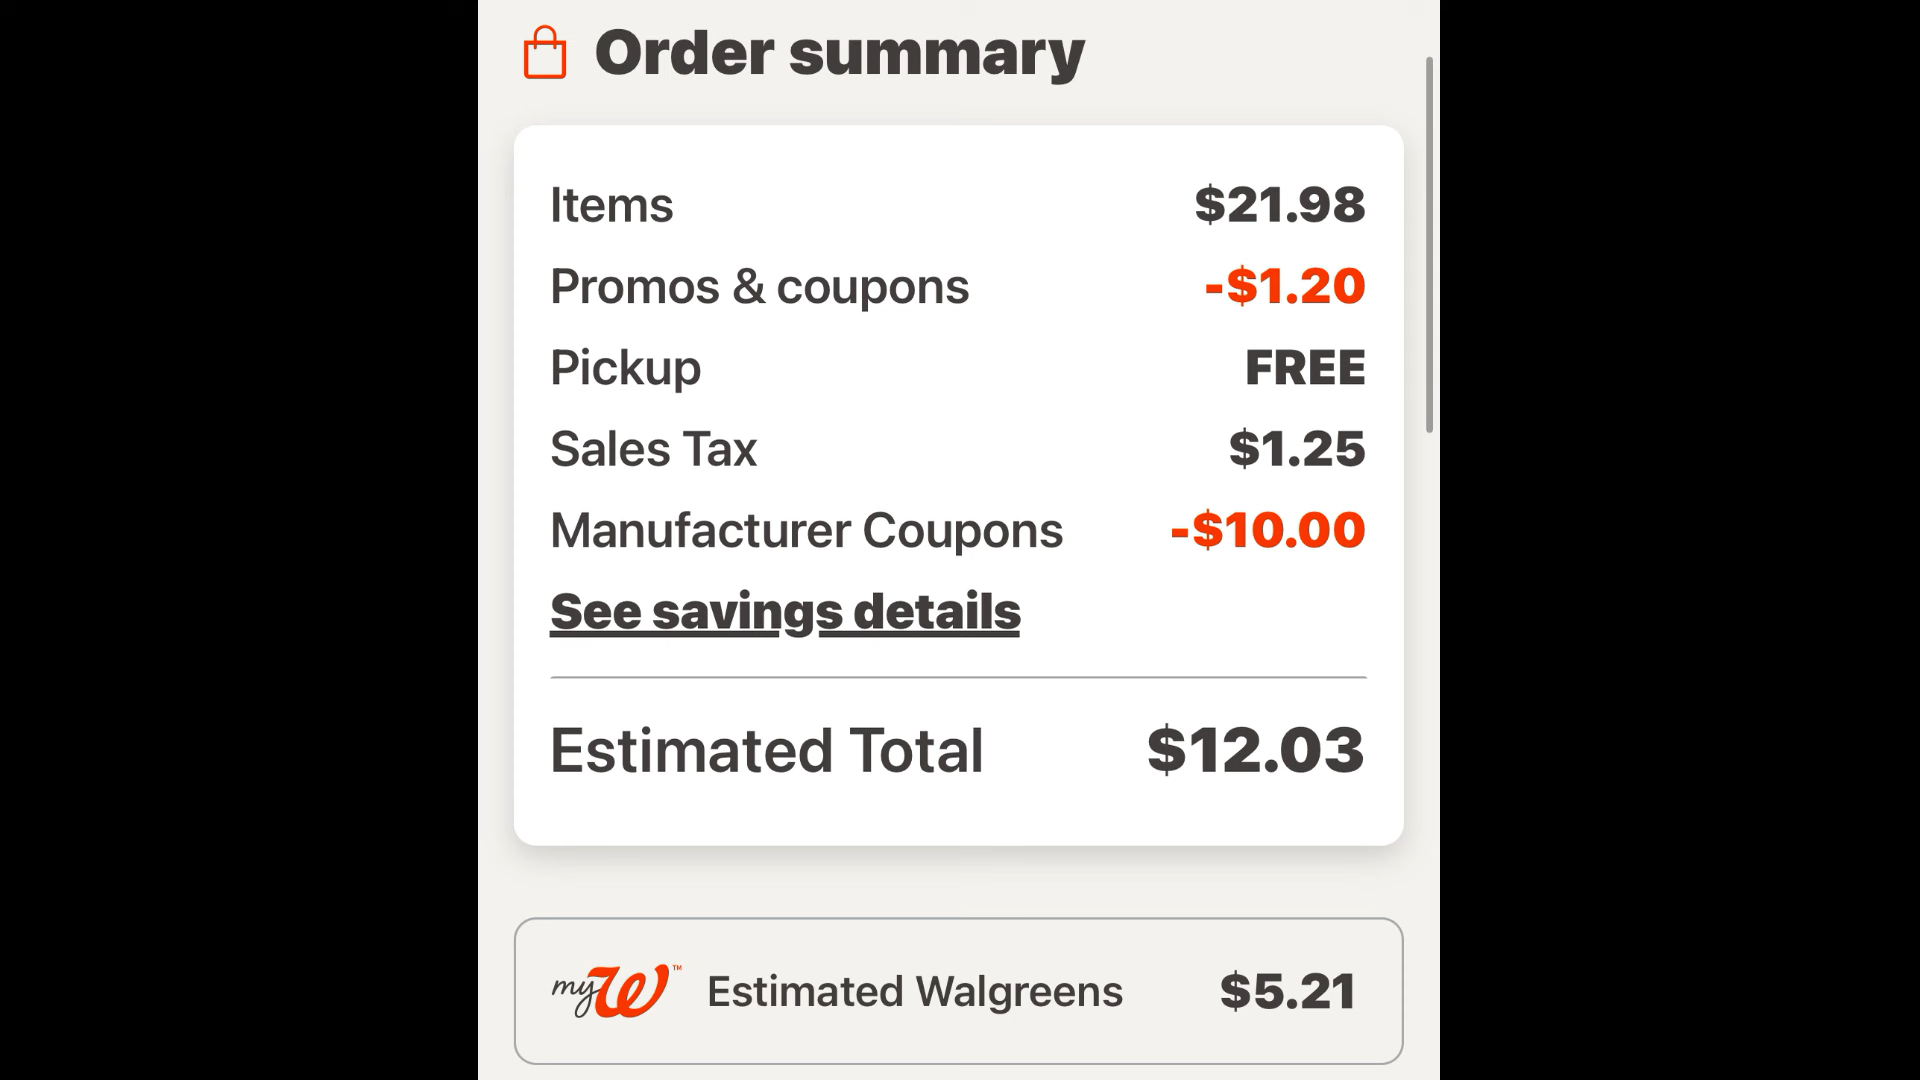 Order summary
Items $21.98
Promos & coupons -$1.20
Pickup FREE
Sales Tax $1.25
Manufacturer Coupons -$10.00
See savings details
Estimated Total $12.03
myW™ Estimated Walgreens $5.21